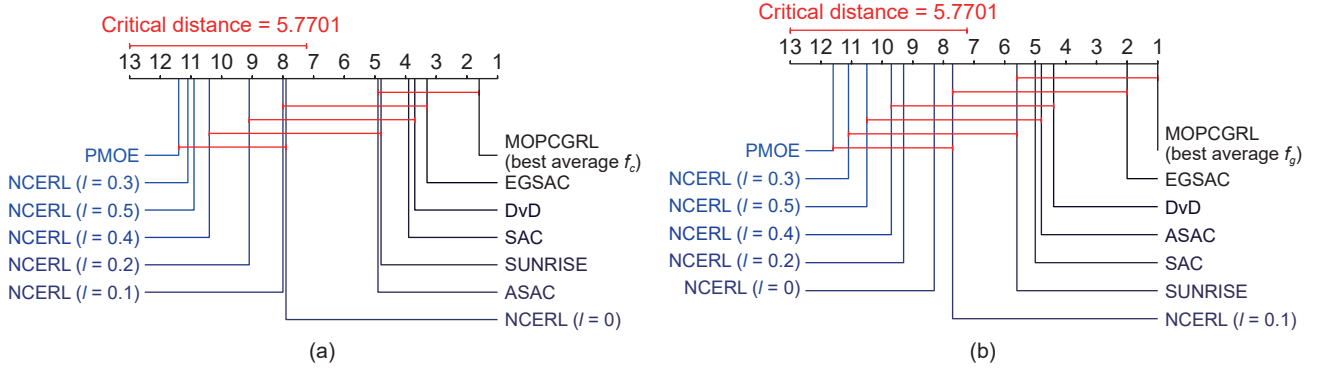 Critical distance = 5.7701
13 12 11 10 9 8 7 6 5 4 3 2 1
MOPCGRL
(best average f_c)
PMOE
NCERL (l = 0.3)
EGSAC
NCERL (l = 0.5)
DvD
NCERL (l = 0.4)
SAC
NCERL (l = 0.2)
SUNRISE
NCERL (l = 0.1)
ASAC
NCERL (l = 0)
(a)
Critical distance = 5.7701
13 12 11 10 9 8 7 6 5 4 3 2 1
MOPCGRL
(best average f_g)
PMOE
NCERL (l = 0.3)
EGSAC
NCERL (l = 0.5)
DvD
NCERL (l = 0.4)
ASAC
NCERL (l = 0.2)
SAC
NCERL (l = 0)
SUNRISE
NCERL (l = 0.1)
(b)